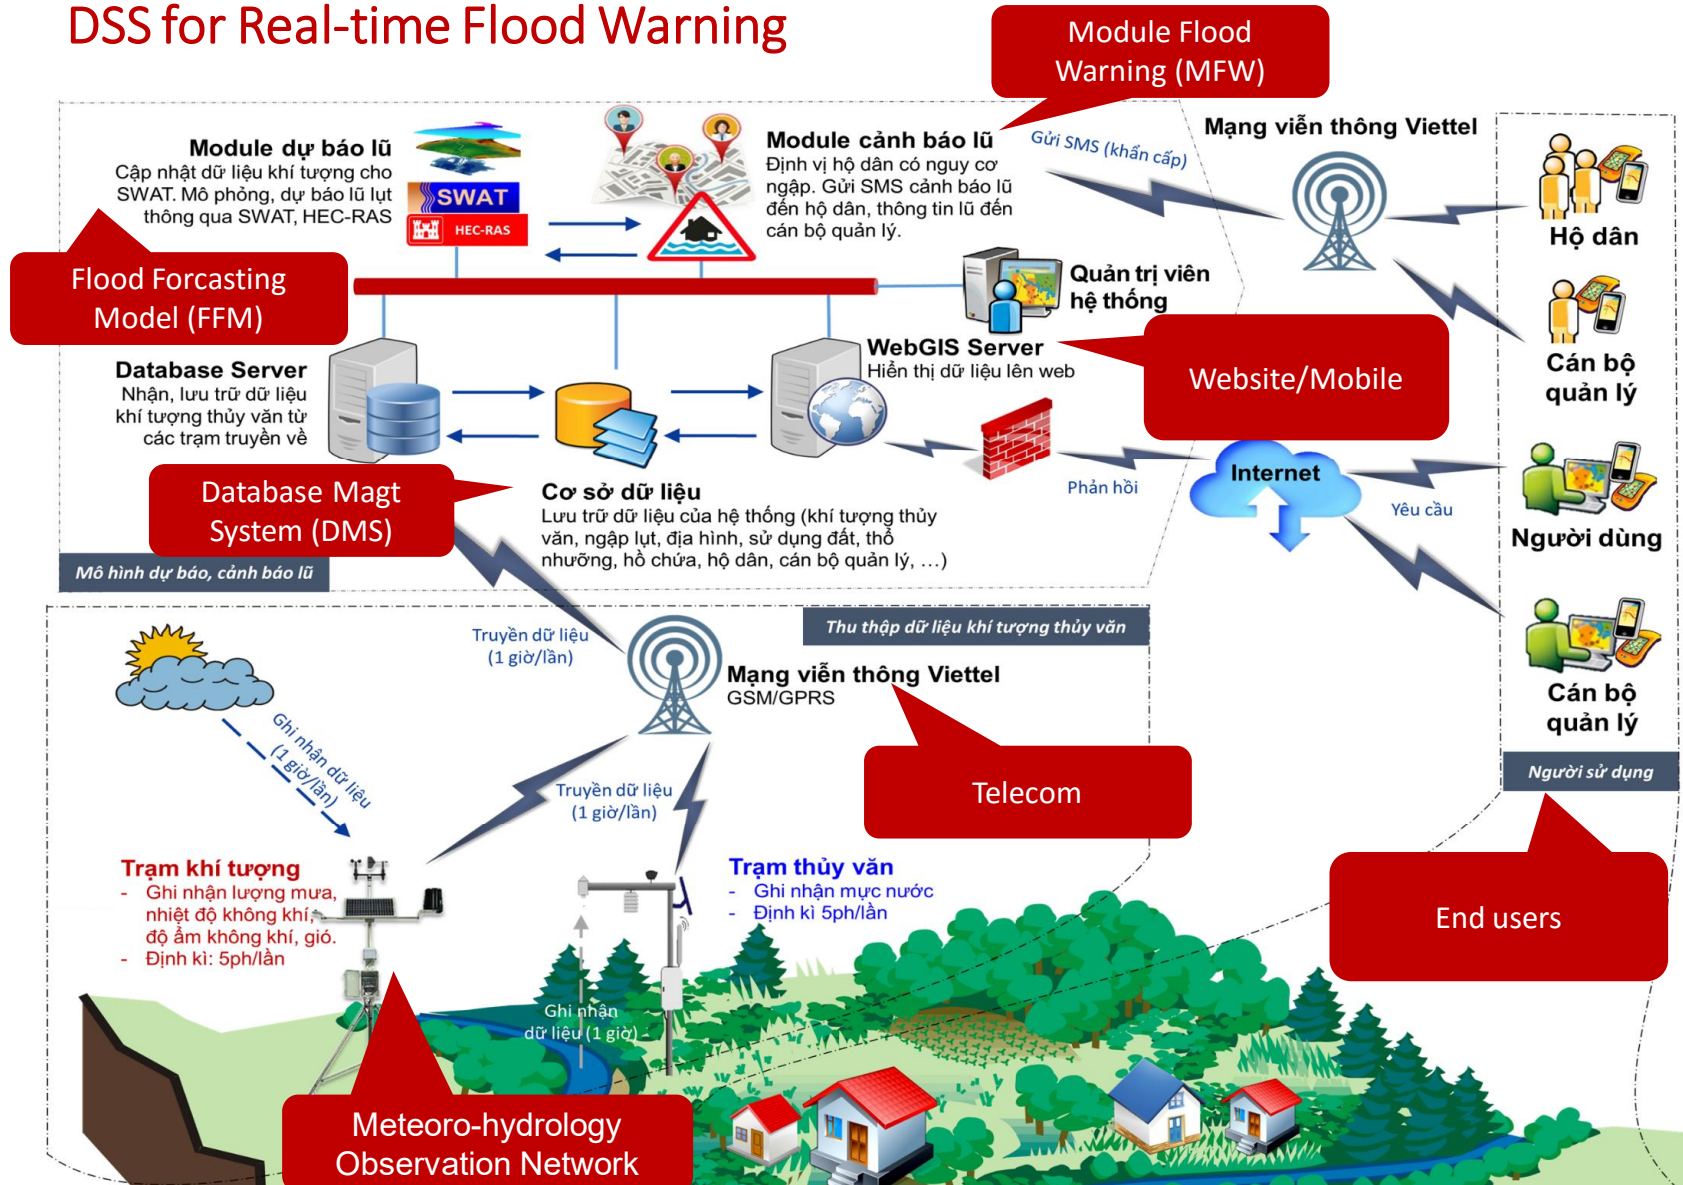 DSS for Real-time Flood Warning
Module Flood
Warning (MFW)
Module dự báo lũ
Cập nhật dữ liệu khí tượng cho
SWAT. Mô phỏng, dự báo lũ lụt
thông qua SWAT, HEC-RAS
SWAT
HEC-RAS
Module cảnh báo lũ
Định vị hộ dân có nguy cơ
ngập. Gửi SMS cảnh báo lũ
đến hộ dân, thông tin lũ đến
cán bộ quản lý.
Gửi SMS (khẩn cấp)
Mạng viễn thông Viettel
Hộ dân
Flood Forcasting
Model (FFM)
Quản trị viên
hệ thống
Cán bộ
quản lý
Database Server
Nhận, lưu trữ dữ liệu
khí tượng thủy văn từ
các trạm truyền về
WebGIS Server
Hiển thị dữ liệu lên web
Website/Mobile
Database Magt
System (DMS)
Cơ sở dữ liệu
Lưu trữ dữ liệu của hệ thống (khí tượng thủy
văn, ngập lụt, địa hình, sử dụng đất, thổ
nhưỡng, hồ chứa, hộ dân, cán bộ quản lý, …)
Phản hồi
Internet
Yêu cầu
Người dùng
Mô hình dự báo, cảnh báo lũ
Thu thập dữ liệu khí tượng thủy văn
Truyền dữ liệu
(1 giờ/lần)
Mạng viễn thông Viettel
GSM/GPRS
Cán bộ
quản lý
Người sử dụng
Ghi nhận dữ liệu
(1 giờ/lần)
Truyền dữ liệu
(1 giờ/lần)
Telecom
Trạm khí tượng
- Ghi nhận lượng mưa,
nhiệt độ không khí,
độ ẩm không khí, gió.
- Định kì: 5ph/lần
Trạm thủy văn
- Ghi nhận mực nước
- Định kì 5ph/lần
End users
Ghi nhận
dữ liệu (1 giờ)
Meteoro-hydrology
Observation Network